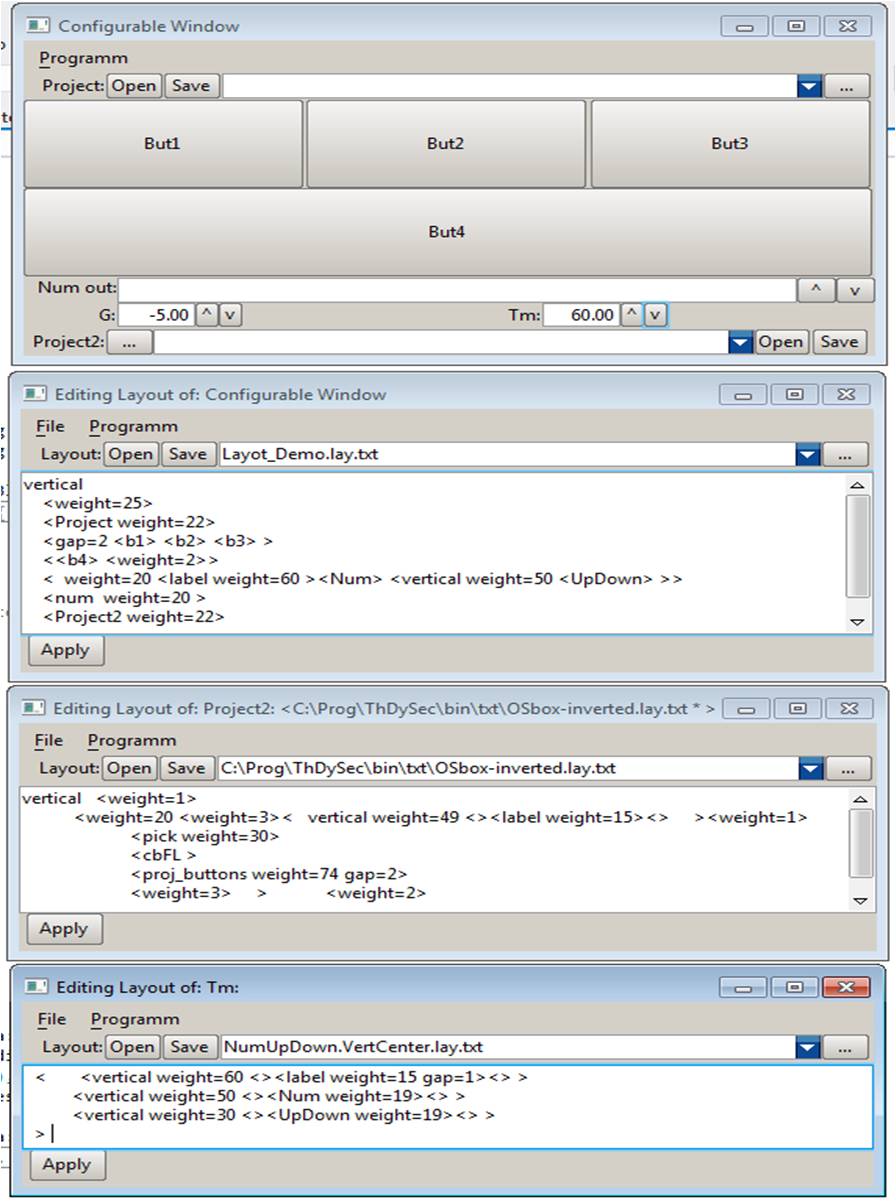 Configurable Window
Programm
Project: Open Save ...
But1 But2 But3
But4
Num out: ^ v
G: -5.00 ^ v Tm: 60.00 ^ v
Project2: ... Open Save
Editing Layout of: Configurable Window
File Programm
Layout: Open Save Layot_Demo.lay.txt ...
vertical
<weight=25>
<Project weight=22>
<gap=2 <b1> <b2> <b3> >
<<b4> <weight=2>>
< weight=20 <label weight=60 ><Num> <vertical weight=50 <UpDown> >>
<num weight=20 >
<Project2 weight=22>
Apply
Editing Layout of: Project2: <C:\Prog\ThDySec\bin\txt\OSbox-inverted.lay.txt * >
File Programm
Layout: Open Save C:\Prog\ThDySec\bin\txt\OSbox-inverted.lay.txt ...
vertical <weight=1>
<weight=20 <weight=3>< vertical weight=49 <><label weight=15><> ><weight=1>
<pick weight=30>
<cbFL >
<proj_buttons weight=74 gap=2>
<weight=3> > <weight=2>
Apply
Editing Layout of: Tm:
File Programm
Layout: Open Save NumUpDown.VertCenter.lay.txt ...
< <vertical weight=60 <><label weight=15 gap=1><> >
<vertical weight=50 <><Num weight=19><> >
<vertical weight=30 <><UpDown weight=19><> >
>
Apply